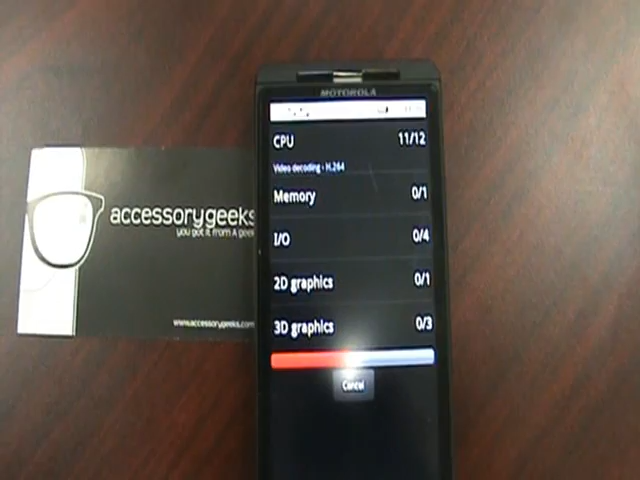 MOTOROLA
CPU 11/12
Video decoding - H.264
Memory 0/1
I/O 0/4
2D graphics 0/1
3D graphics 0/3
Cancel
accessorygeeks
you got it from A geek
www.accessorygeeks.com